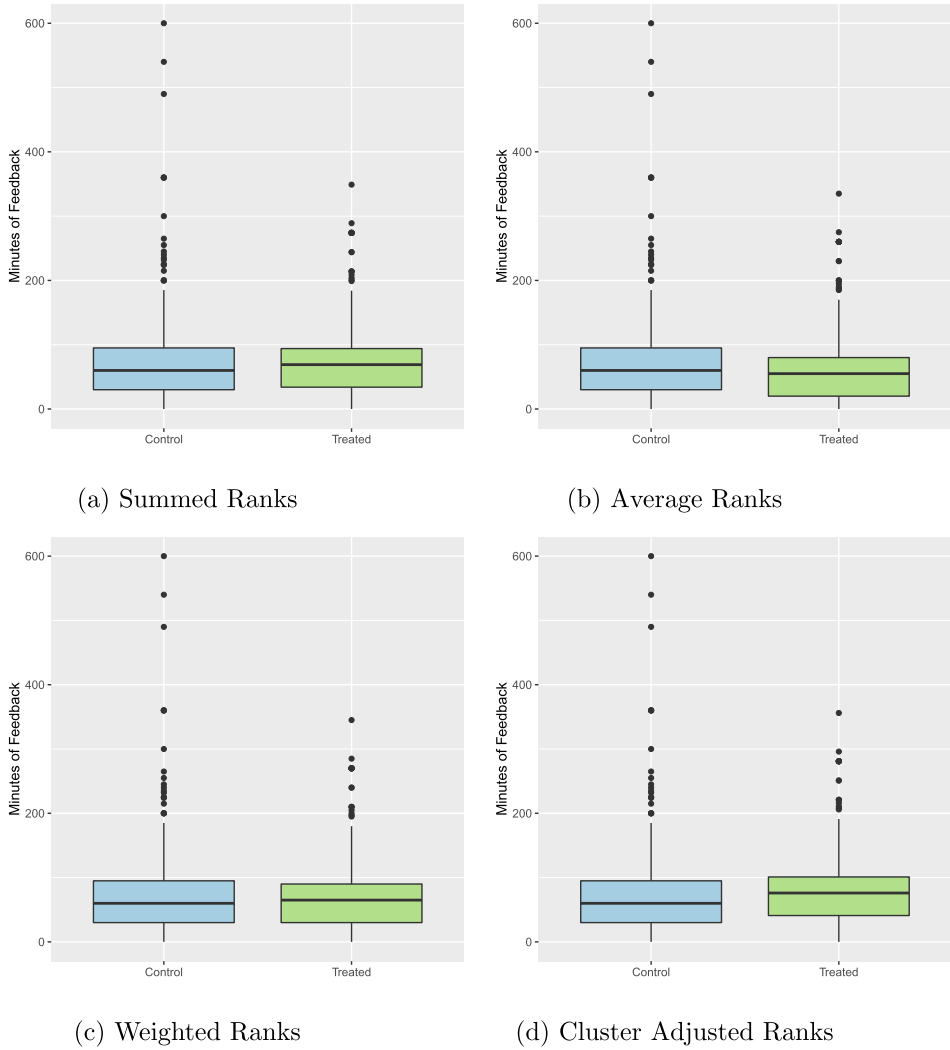 600
400
200
0
Minutes of Feedback
Control Treated
(a) Summed Ranks
600
400
200
0
Minutes of Feedback
Control Treated
(b) Average Ranks
600
400
200
0
Minutes of Feedback
Control Treated
(c) Weighted Ranks
600
400
200
0
Minutes of Feedback
Control Treated
(d) Cluster Adjusted Ranks